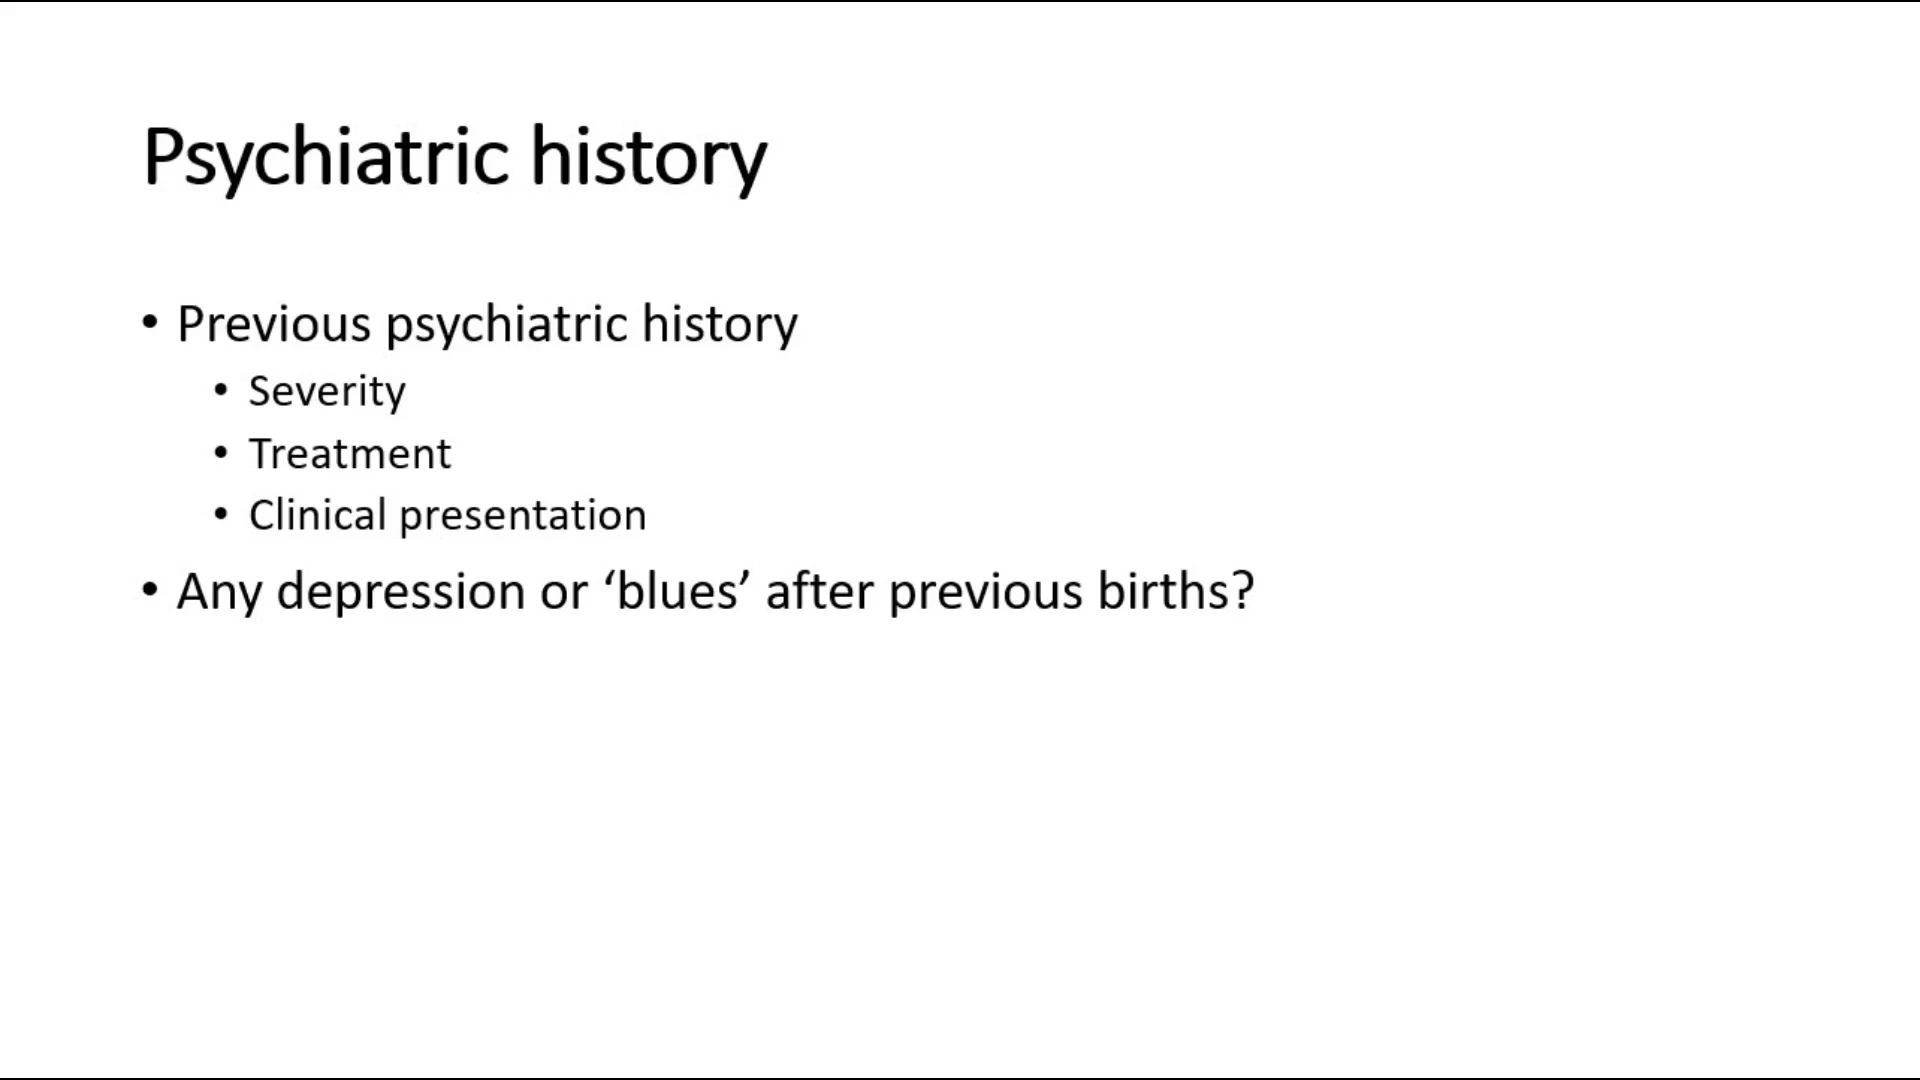 Psychiatric history
• Previous psychiatric history
• Severity
• Treatment
• Clinical presentation
• Any depression or ‘blues’ after previous births?